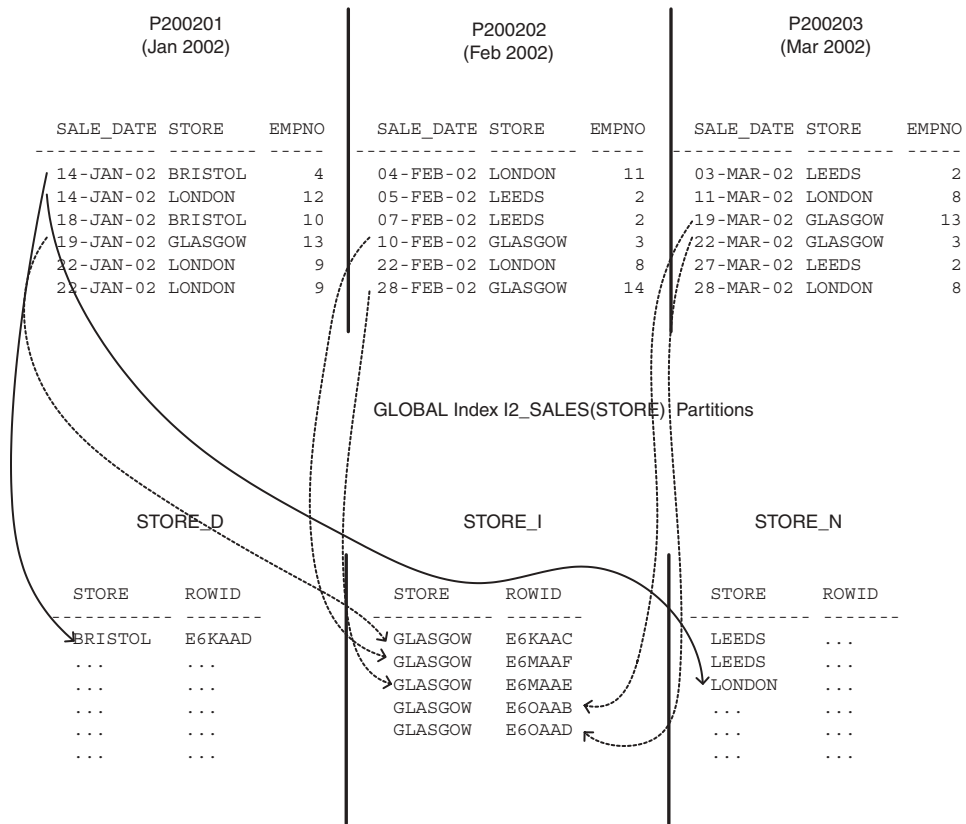 P200201
(Jan 2002)
P200202
(Feb 2002)
P200203
(Mar 2002)
SALE_DATE STORE EMPNO
----------- -------- -----
14-JAN-02 BRISTOL 4
14-JAN-02 LONDON 12
18-JAN-02 BRISTOL 10
19-JAN-02 GLASGOW 13
22-JAN-02 LONDON 9
22-JAN-02 LONDON 9
SALE_DATE STORE EMPNO
----------- -------- -----
04-FEB-02 LONDON 11
05-FEB-02 LEEDS 2
07-FEB-02 LEEDS 2
10-FEB-02 GLASGOW 3
22-FEB-02 LONDON 8
28-FEB-02 GLASGOW 14
SALE_DATE STORE EMPNO
----------- -------- -----
03-MAR-02 LEEDS 2
11-MAR-02 LONDON 8
19-MAR-02 GLASGOW 13
22-MAR-02 GLASGOW 3
27-MAR-02 LEEDS 2
28-MAR-02 LONDON 8
GLOBAL Index I2_SALES(STORE) Partitions
STORE_D
STORE ROWID
---------- --------
BRISTOL E6KAAD
... ...
... ...
... ...
... ...
... ...
STORE_I
STORE ROWID
---------- --------
GLASGOW E6KAAC
GLASGOW E6MAAF
GLASGOW E6MAAE
GLASGOW E6OAAB
GLASGOW E6OAAD
STORE_N
STORE ROWID
---------- --------
LEEDS ...
LEEDS ...
LONDON ...
... ...
... ...
... ...